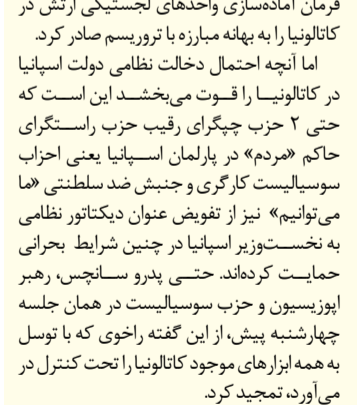 فرمان آماده‌سازی واحدهای لجستیکی ارتش در
کاتالونیا را به بهانه مبارزه با تروریسم صادر کرد.
اما آنچه احتمال دخالت نظامی دولت اسپانیا
در کاتالونیا را قوت می‌بخشد این است که
حتی ۲ حزب چپگرای رقیب حزب راستگرای
حاکم «مردم» در پارلمان اسپانیا یعنی احزاب
سوسیالیست کارگری و جنبش ضد سلطنتی «ما
می‌توانیم» نیز از تفویض عنوان دیکتاتور نظامی
به نخست‌وزیر اسپانیا در چنین شرایط بحرانی
حمایت کرده‌اند. حتی پدرو سانچس، رهبر
اپوزیسیون و حزب سوسیالیست در همان جلسه
چهارشنبه پیش، از این گفته راخوی که با توسل
به همه ابزارهای موجود کاتالونیا را تحت کنترل در
می‌آورد، تمجید کرد.